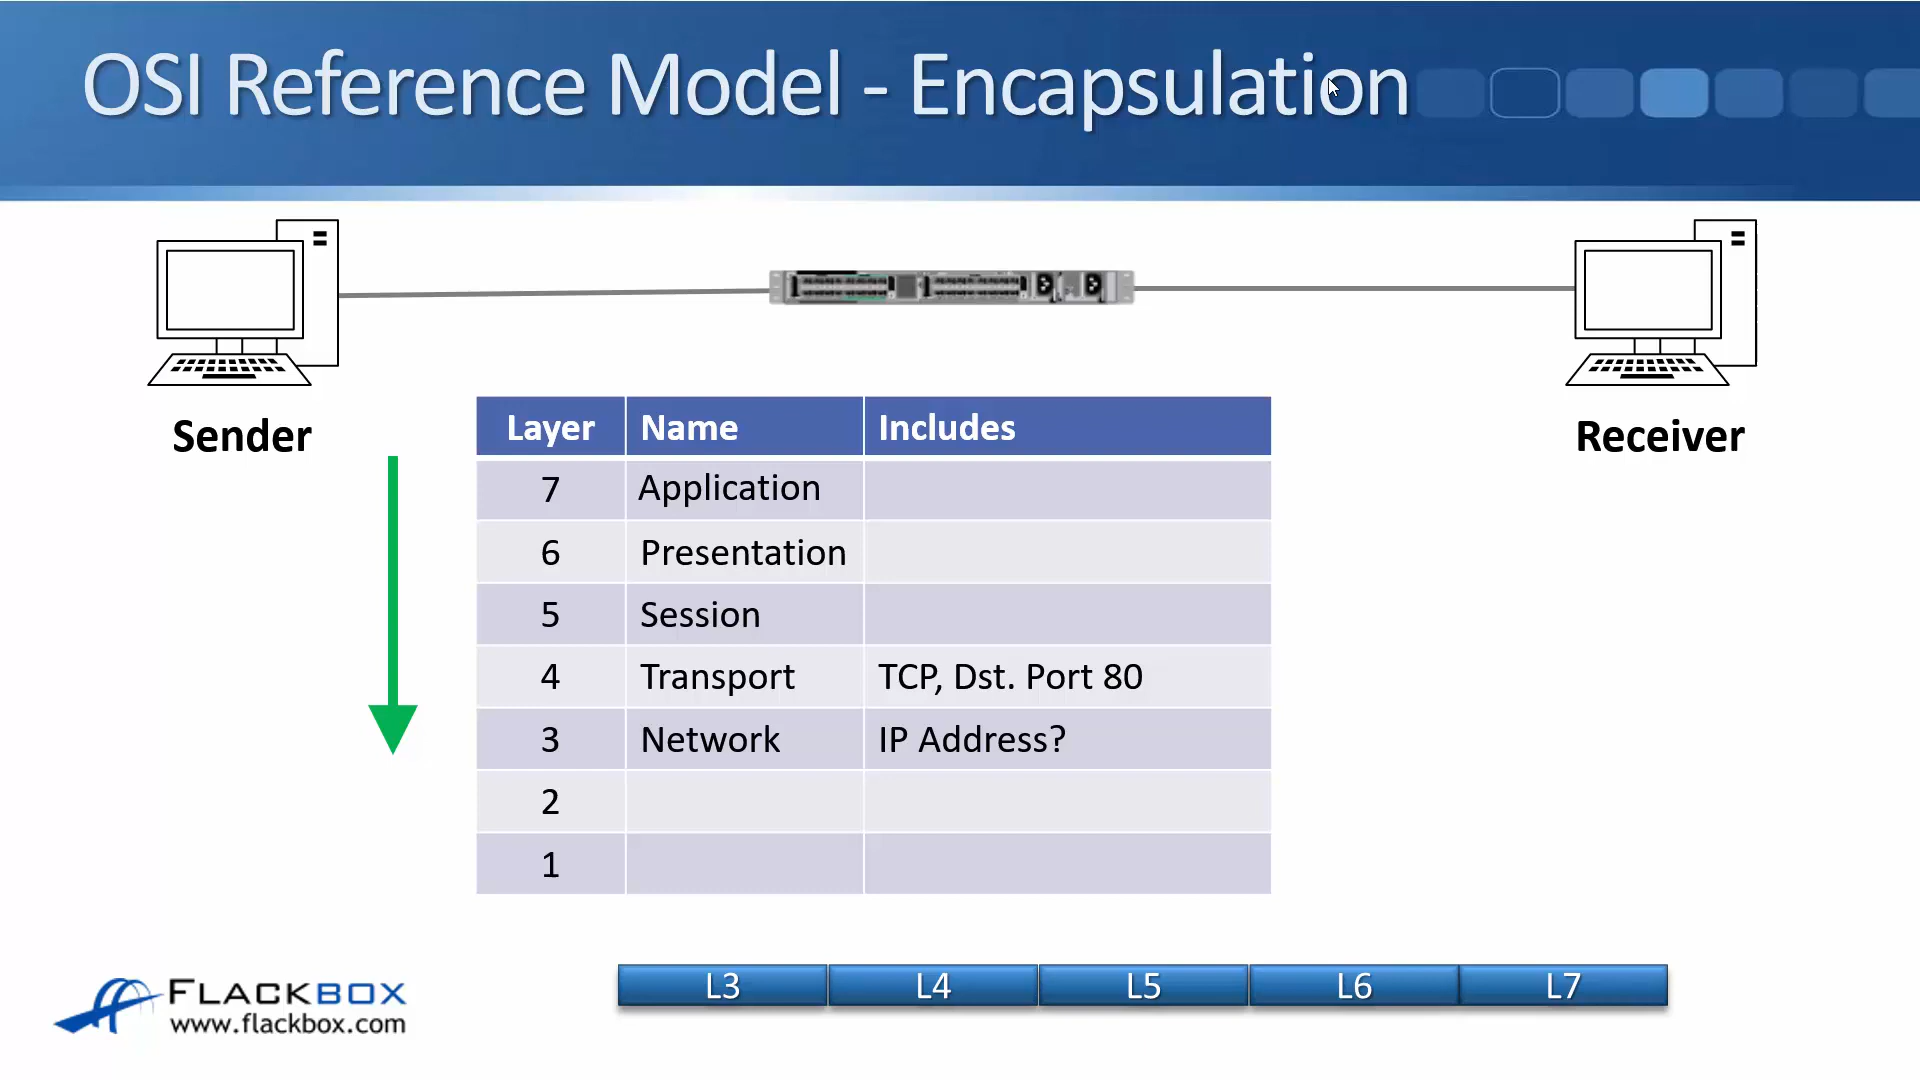 OSI Reference Model - Encapsulation
Sender
Receiver
Layer Name Includes
7 Application
6 Presentation
5 Session
4 Transport TCP, Dst. Port 80
3 Network IP Address?
2
1
L3 L4 L5 L6 L7
FLACKBOX
www.flackbox.com